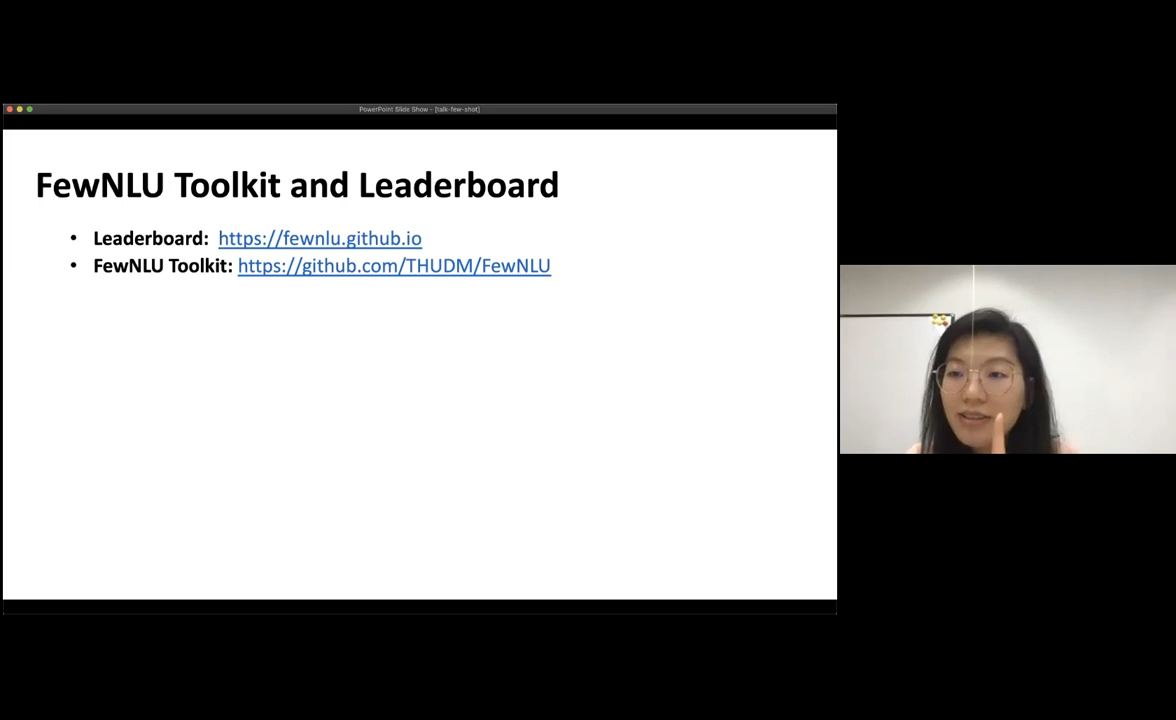 PowerPoint Slide Show - [talk-few-shot]
FewNLU Toolkit and Leaderboard
• Leaderboard: https://fewnlu.github.io
• FewNLU Toolkit: https://github.com/THUDM/FewNLU